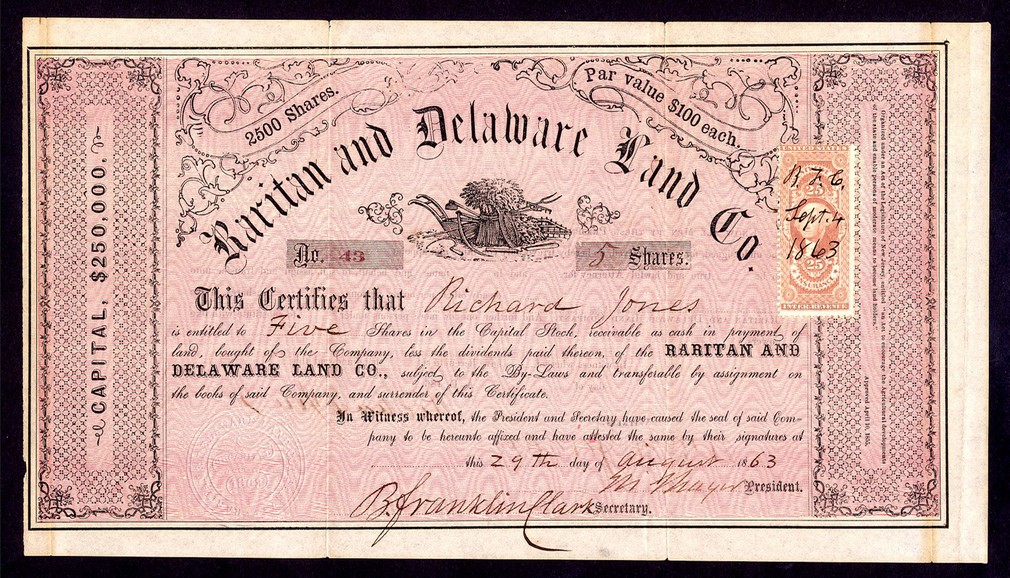 2500 Shares.
Par value $100 each.
Raritan and Delaware Land Co.
No. 43
5 Shares.
This Certifies that Richard Jones
is entitled to Five Shares in the Capital Stock, receivable as cash in payment of
land, bought of the Company, less the dividends paid thereon, of the RARITAN AND
DELAWARE LAND CO., subject to the By-Laws and transferable by assignment on
the books of said Company, and surrender of this Certificate.
In Witness whereof, the President and Secretary have caused the seal of said Com-
pany to be hereunto affixed and have attested the same by their signatures at
this 29th day of August 1863
President.
B. Franklin Clark Secretary.
CAPITAL, $250,000.
B. F. C.
Sept. 4
1863
25
25
INTER. REVENUE